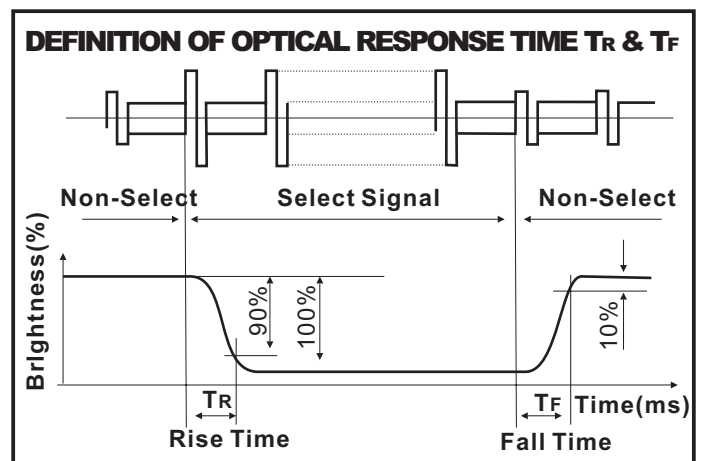 DEFINITION OF OPTICAL RESPONSE TIME TR & TF
Non-Select
Select Signal
Non-Select
BrIghtness(%)
90%
100%
10%
TR
TF
Time(ms)
Rise Time
Fall Time